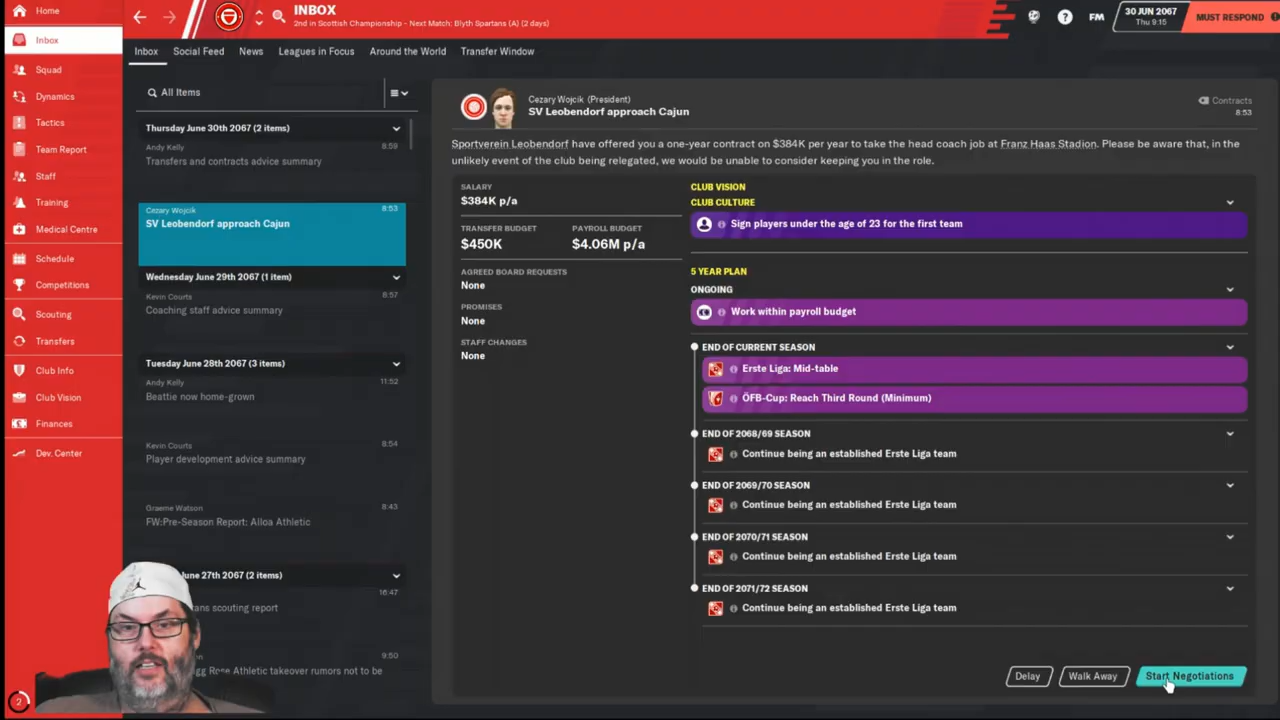 Home
Inbox
Squad
Dynamics
Tactics
Team Report
Staff
Training
Medical Centre
Schedule
Competitions
Scouting
Transfers
Club Info
Club Vision
Finances
Dev. Center
2
INBOX
2nd in Scottish Championship - Next Match: Blyth Spartans (A) (2 days)
?
FM
30 JUN 2067
Thu 9:15
MUST RESPOND
Inbox
Social Feed
News
Leagues in Focus
Around the World
Transfer Window
All Items
Thursday June 30th 2067 (2 items)
Andy Kelly
8:59
Transfers and contracts advice summary
Cezary Wojcik
8:53
SV Leobendorf approach Cajun
Wednesday June 29th 2067 (1 item)
Kevin Courts
8:57
Coaching staff advice summary
Tuesday June 28th 2067 (3 items)
Andy Kelly
11:52
Beattie now home-grown
Kevin Courts
8:54
Player development advice summary
Graeme Watson
8:43
FW:Pre-Season Report: Alloa Athletic
une 27th 2067 (2 items)
16:47
ans scouting report
9:50
gg Rose Athletic takeover rumors not to be
Cezary Wojcik (President)
SV Leobendorf approach Cajun
Contracts
8:53
Sportverein Leobendorf have offered you a one-year contract on $384K per year to take the head coach job at Franz Haas Stadion. Please be aware that, in the
unlikely event of the club being relegated, we would be unable to consider keeping you in the role.
SALARY
$384K p/a
TRANSFER BUDGET
$450K
PAYROLL BUDGET
$4.06M p/a
AGREED BOARD REQUESTS
None
PROMISES
None
STAFF CHANGES
None
CLUB VISION
CLUB CULTURE
Sign players under the age of 23 for the first team
5 YEAR PLAN
ONGOING
Work within payroll budget
END OF CURRENT SEASON
Erste Liga: Mid-table
ÖFB-Cup: Reach Third Round (Minimum)
END OF 2068/69 SEASON
Continue being an established Erste Liga team
END OF 2069/70 SEASON
Continue being an established Erste Liga team
END OF 2070/71 SEASON
Continue being an established Erste Liga team
END OF 2071/72 SEASON
Continue being an established Erste Liga team
Delay
Walk Away
Start Negotiations